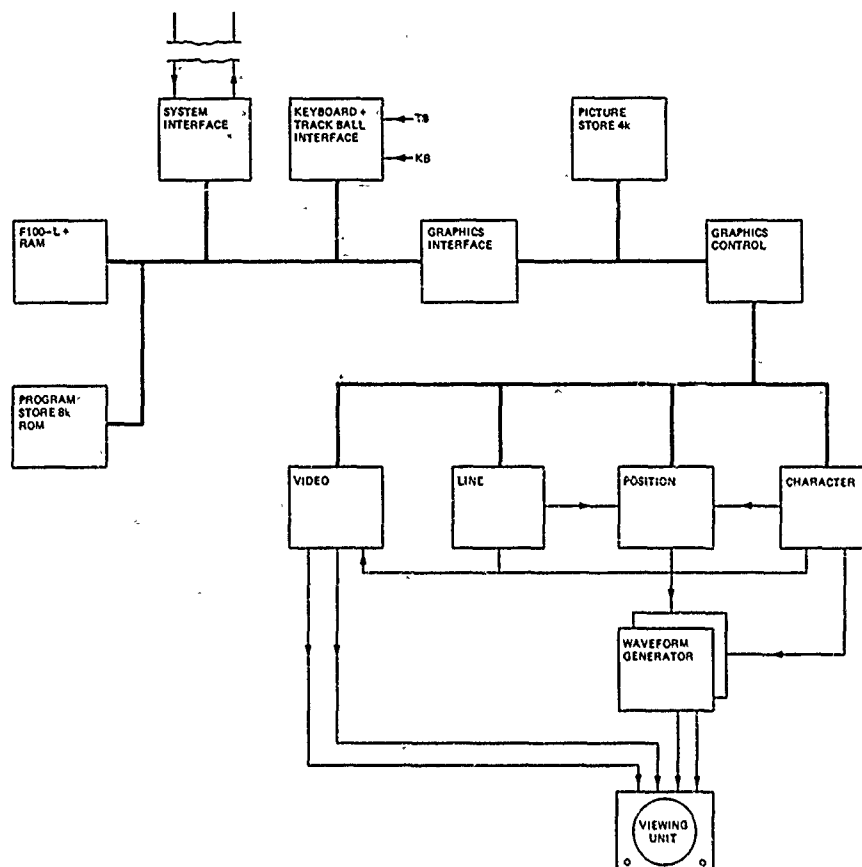 SYSTEM
INTERFACE
KEYBOARD +
TRACK BALL
INTERFACE
TB
KB
PICTURE
STORE 4k
F100-L +
RAM
GRAPHICS
INTERFACE
GRAPHICS
CONTROL
PROGRAM
STORE 8k
ROM
VIDEO
LINE
POSITION
CHARACTER
WAVEFORM
GENERATOR
VIEWING
UNIT